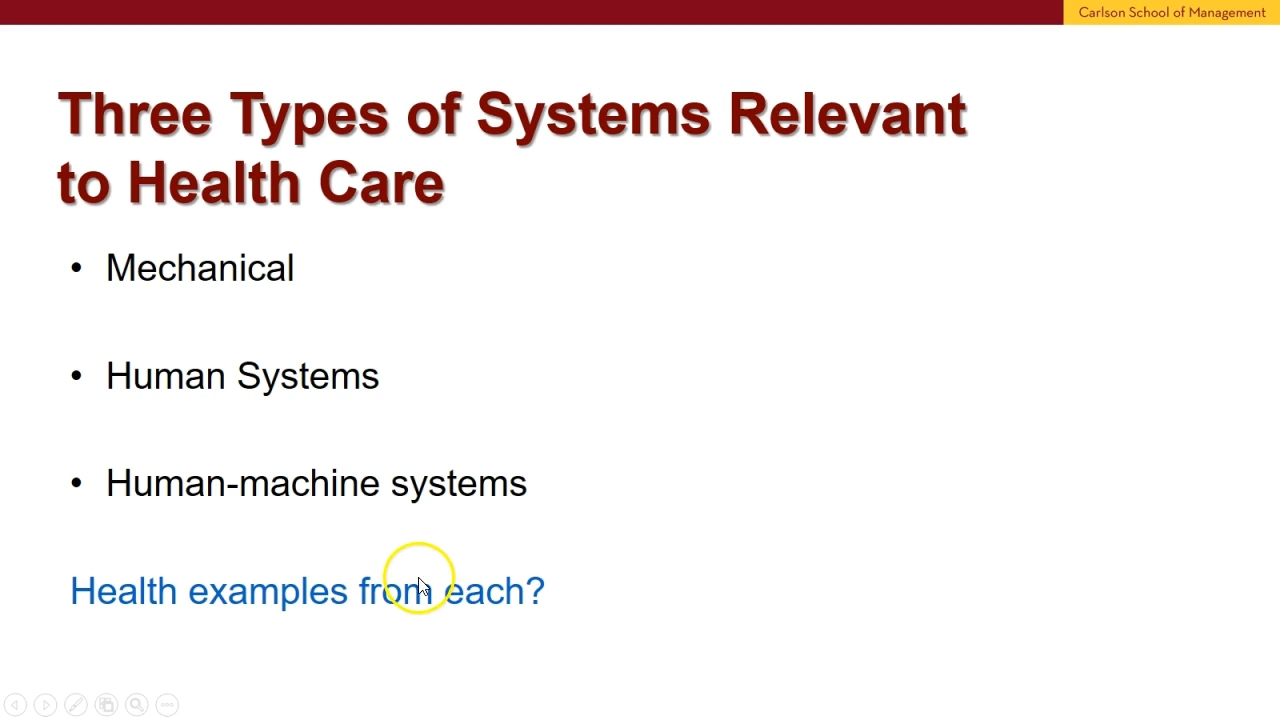 Carlson School of Management
Three Types of Systems Relevant
to Health Care
• Mechanical
• Human Systems
• Human-machine systems
Health examples from each?